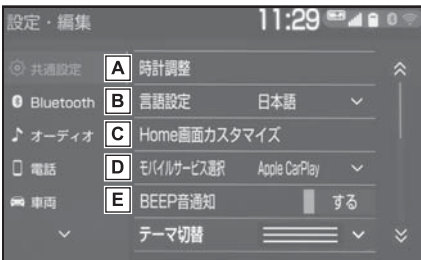 設定・編集 11:29
共通設定 A 時計調整
Bluetooth B 言語設定 日本語
オーディオ C Home画面カスタマイズ
電話 D モバイルサービス選択 Apple CarPlay
車両 E BEEP音通知 する
テーマ切替